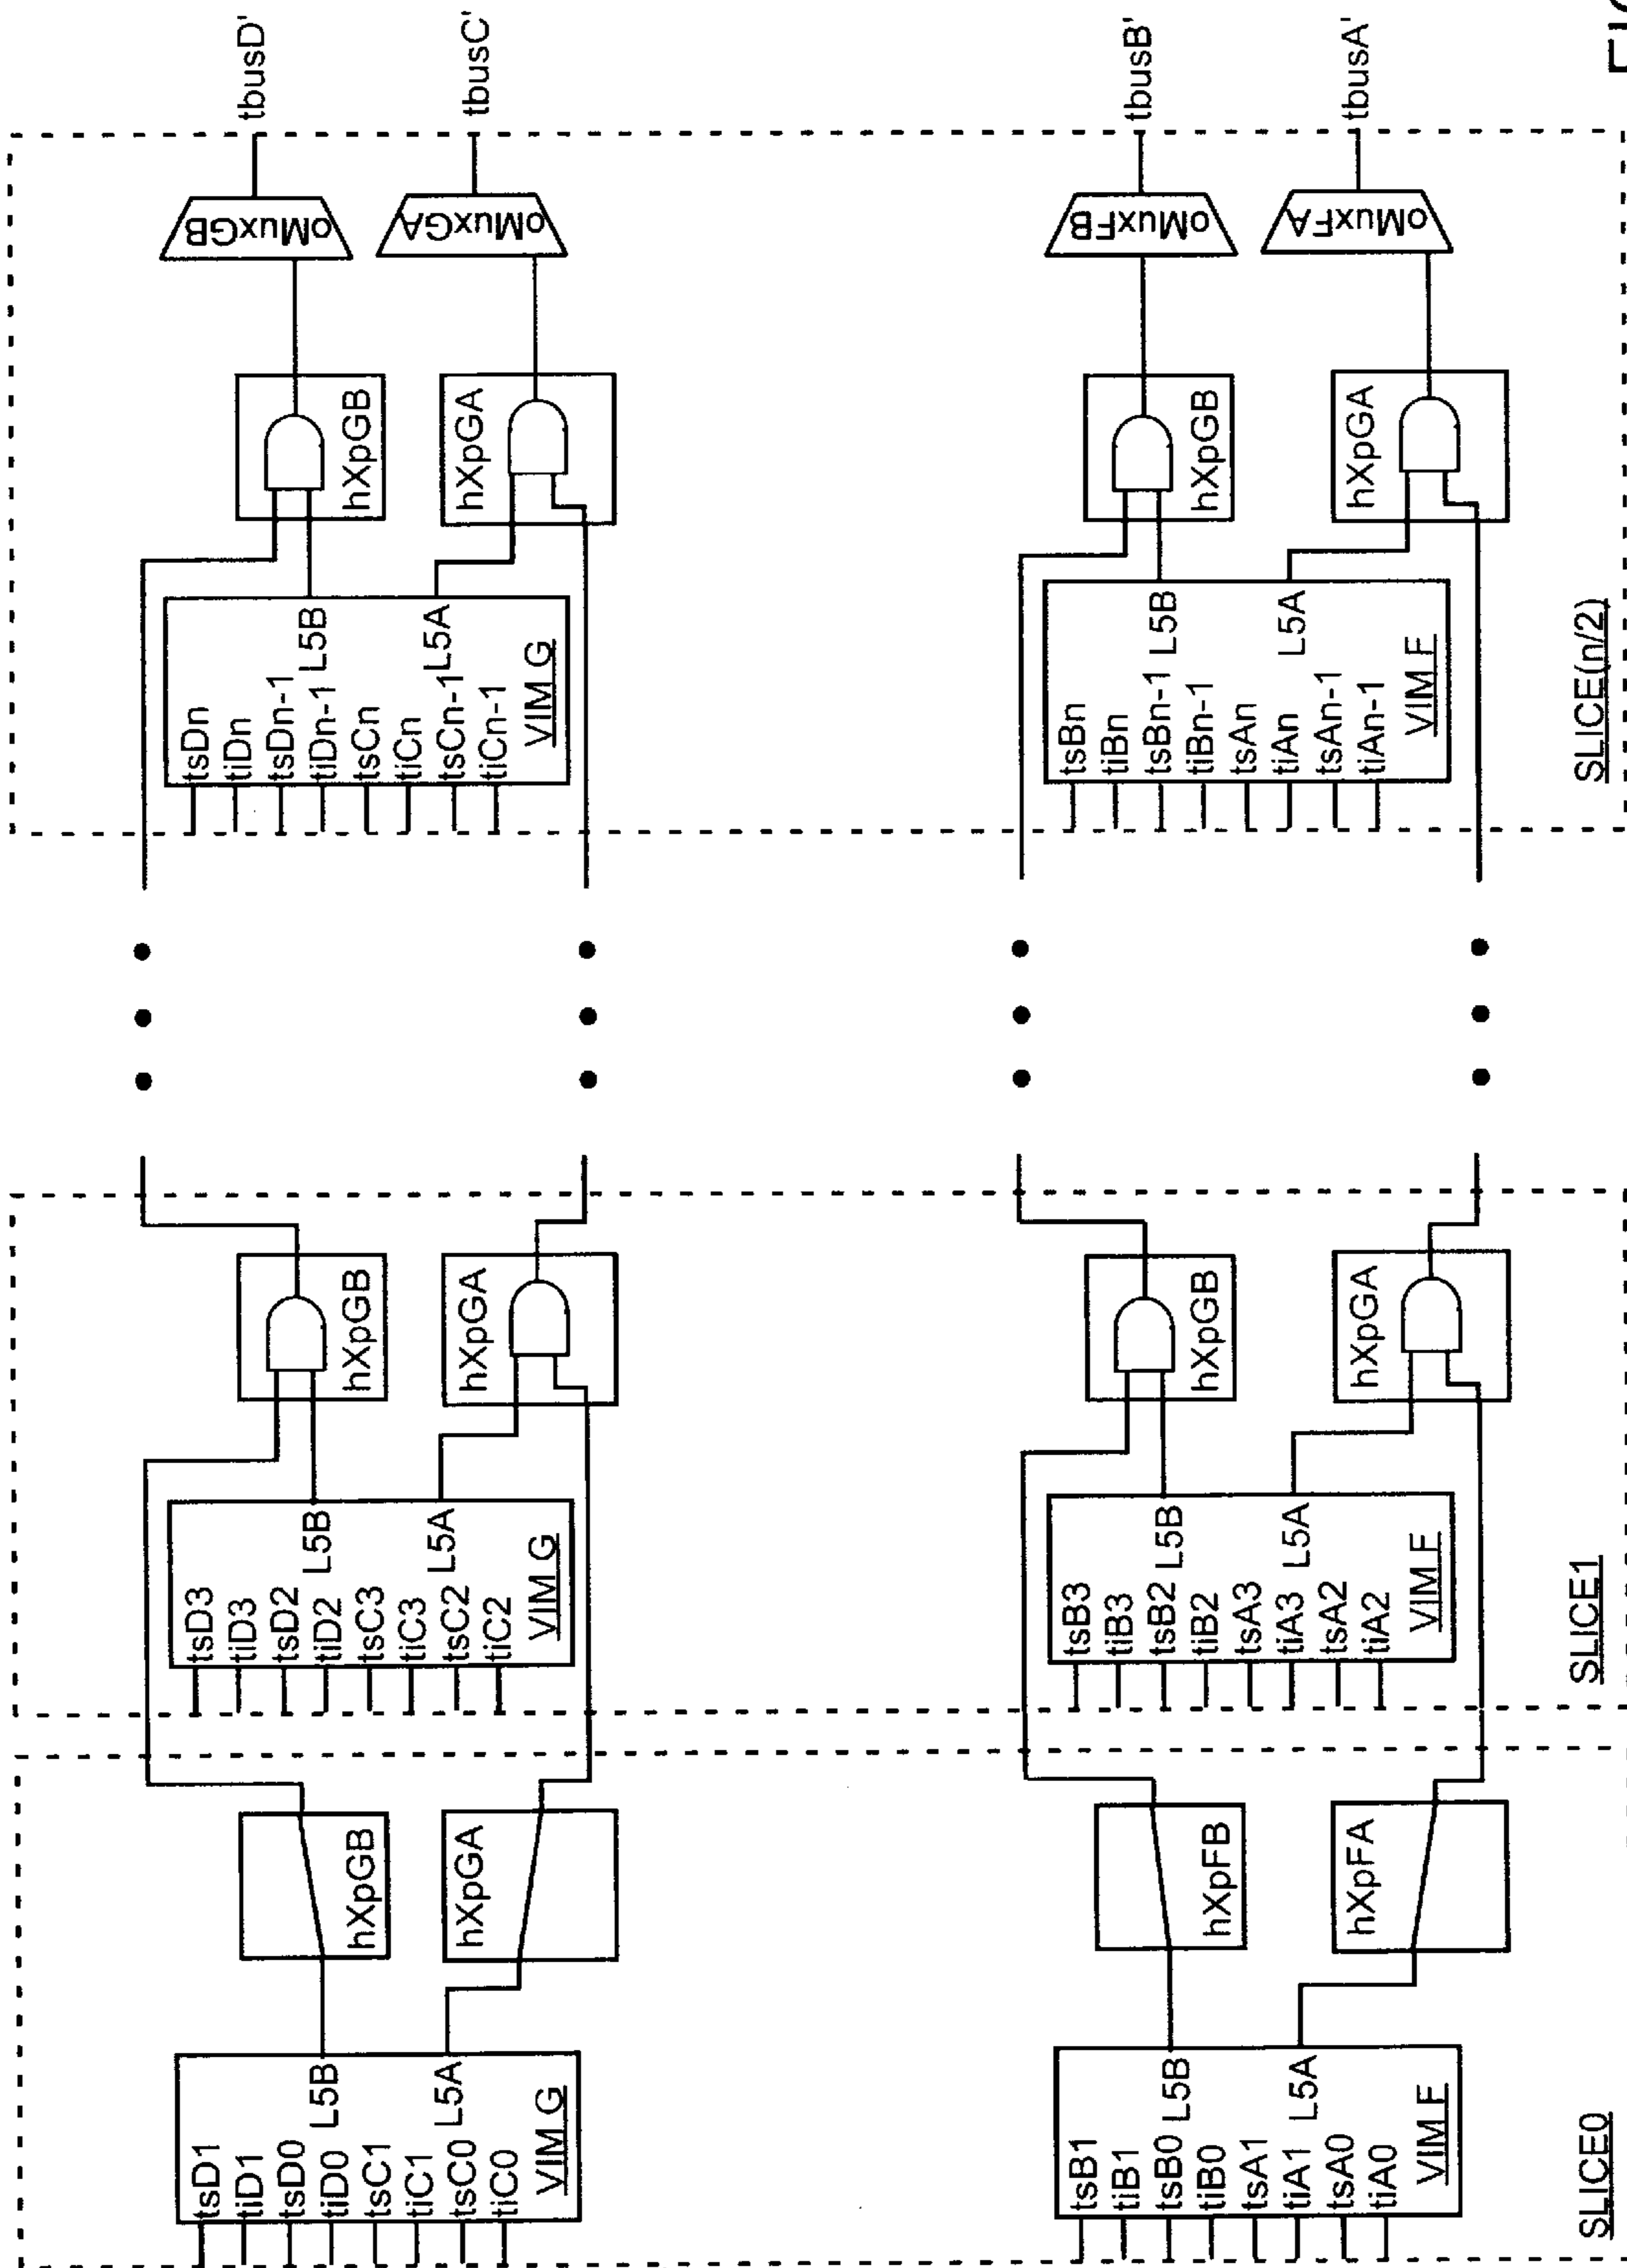 tsD1
tiD1
tsD0
tiD0
tsC1
tiC1
tsC0
tiC0
L5B
L5A
VIM G
hXpGB
hXpGA
tsB1
tiB1
tsB0
tiB0
tsA1
tiA1
tsA0
tiA0
L5B
L5A
VIM F
hXpFB
hXpFA
SLICE0
tsD3
tiD3
tsD2
tiD2
tsC3
tiC3
tsC2
tiC2
L5B
L5A
VIM G
hXpGB
hXpGA
tsB3
tiB3
tsB2
tiB2
tsA3
tiA3
tsA2
tiA2
L5B
L5A
VIM F
hXpGB
hXpGA
SLICE1
tsDn
tiDn
tsDn-1
tiDn-1
tsCn
tiCn
tsCn-1
tiCn-1
L5B
L5A
VIM G
hXpGB
hXpGA
oMuxGB
oMuxGA
tbusD'
tbusC'
tsBn
tiBn
tsBn-1
tiBn-1
tsAn
tiAn
tsAn-1
tiAn-1
L5B
L5A
VIM F
hXpGB
hXpGA
oMuxFB
oMuxFA
tbusB'
tbusA'
SLICE(n/2)